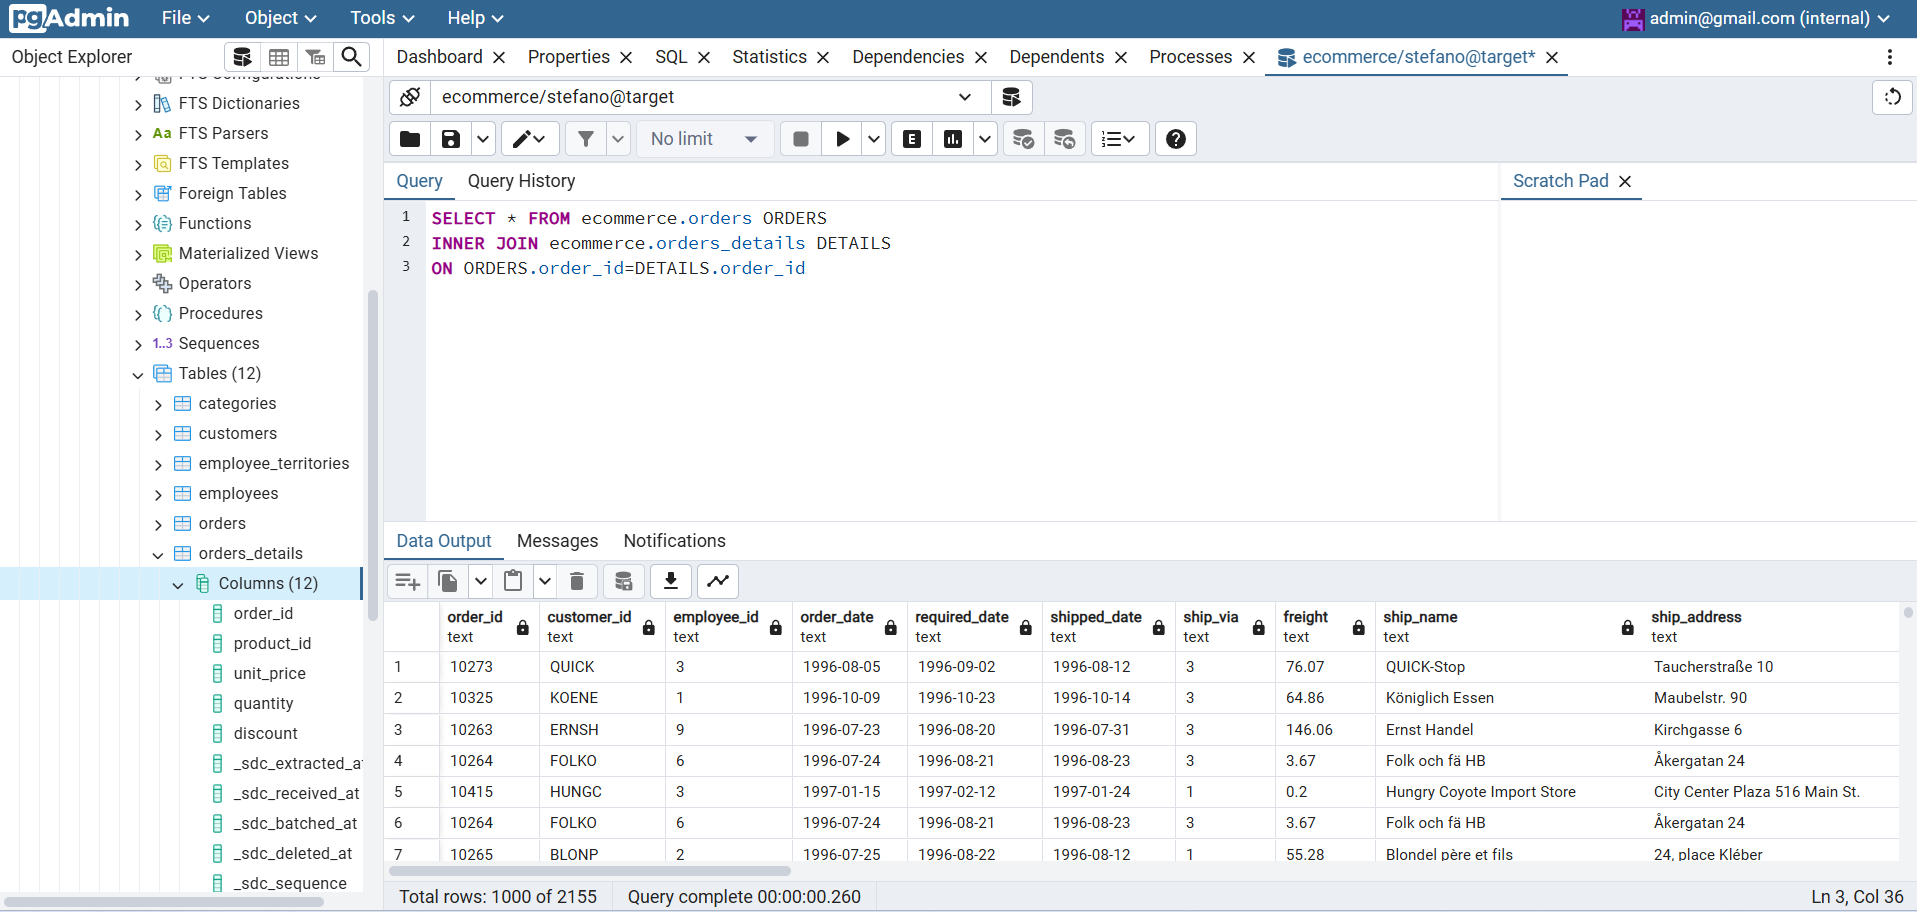 pgAdmin File Object Tools Help admin@gmail.com (internal)
Object Explorer
Dashboard Properties SQL Statistics Dependencies Dependents Processes ecommerce/stefano@target*
FTS Configurations
FTS Dictionaries
Aa FTS Parsers
FTS Templates
Foreign Tables
Functions
Materialized Views
Operators
Procedures
1..3 Sequences
Tables (12)
categories
customers
employee_territories
employees
orders
orders_details
Columns (12)
order_id
product_id
unit_price
quantity
discount
_sdc_extracted_a
_sdc_received_at
_sdc_batched_at
_sdc_deleted_at
_sdc_sequence
ecommerce/stefano@target
No limit E
Query Query History Scratch Pad
1 SELECT * FROM ecommerce.orders ORDERS
2 INNER JOIN ecommerce.orders_details DETAILS
3 ON ORDERS.order_id=DETAILS.order_id
Data Output Messages Notifications
order_id customer_id employee_id order_date required_date shipped_date ship_via freight ship_name ship_address
text text text text text text text text text text
1 10273 QUICK 3 1996-08-05 1996-09-02 1996-08-12 3 76.07 QUICK-Stop Taucherstraße 10
2 10325 KOENE 1 1996-10-09 1996-10-23 1996-10-14 3 64.86 Königlich Essen Maubelstr. 90
3 10263 ERNSH 9 1996-07-23 1996-08-20 1996-07-31 3 146.06 Ernst Handel Kirchgasse 6
4 10264 FOLKO 6 1996-07-24 1996-08-21 1996-08-23 3 3.67 Folk och fä HB Åkergatan 24
5 10415 HUNGC 3 1997-01-15 1997-02-12 1997-01-24 1 0.2 Hungry Coyote Import Store City Center Plaza 516 Main St.
6 10264 FOLKO 6 1996-07-24 1996-08-21 1996-08-23 3 3.67 Folk och fä HB Åkergatan 24
7 10265 BLONP 2 1996-07-25 1996-08-22 1996-08-12 1 55.28 Blondel père et fils 24, place Kléber
Total rows: 1000 of 2155 Query complete 00:00:00.260 Ln 3, Col 36